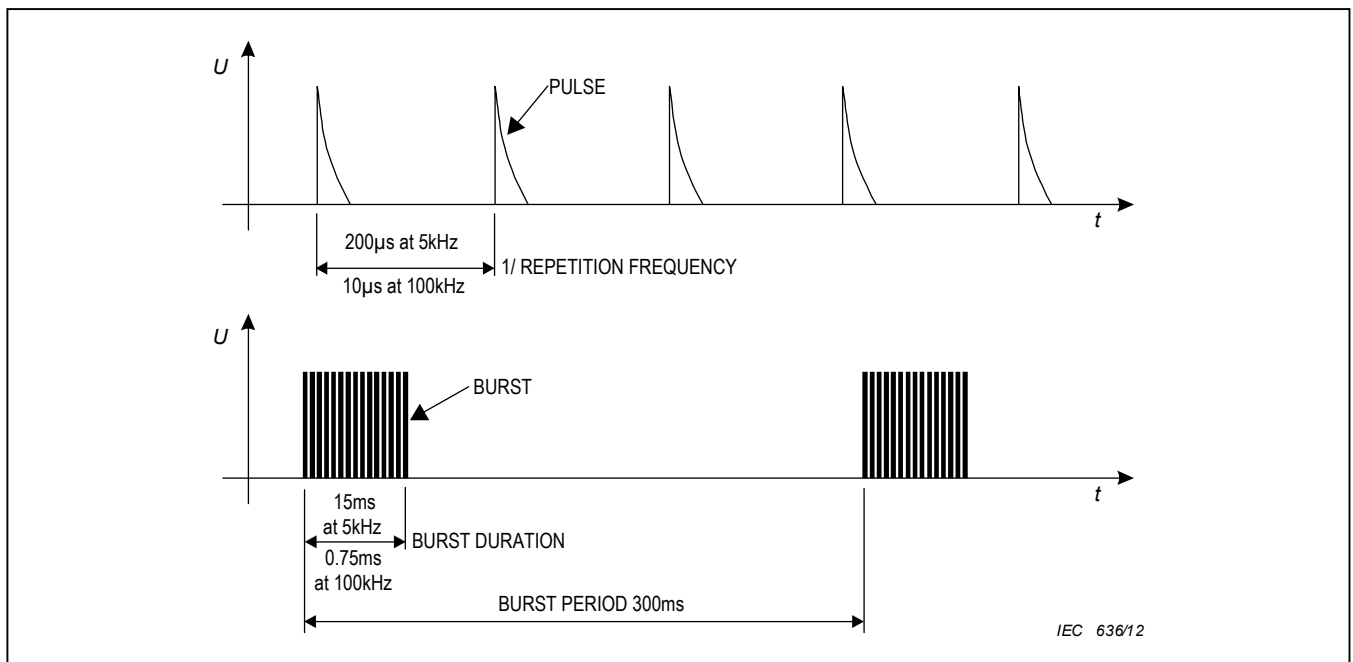 U
PULSE
t
200µs at 5kHz
1/ REPETITION FREQUENCY
10µs at 100kHz
U
BURST
t
15ms
at 5kHz
BURST DURATION
0.75ms
at 100kHz
BURST PERIOD 300ms
IEC 636/12